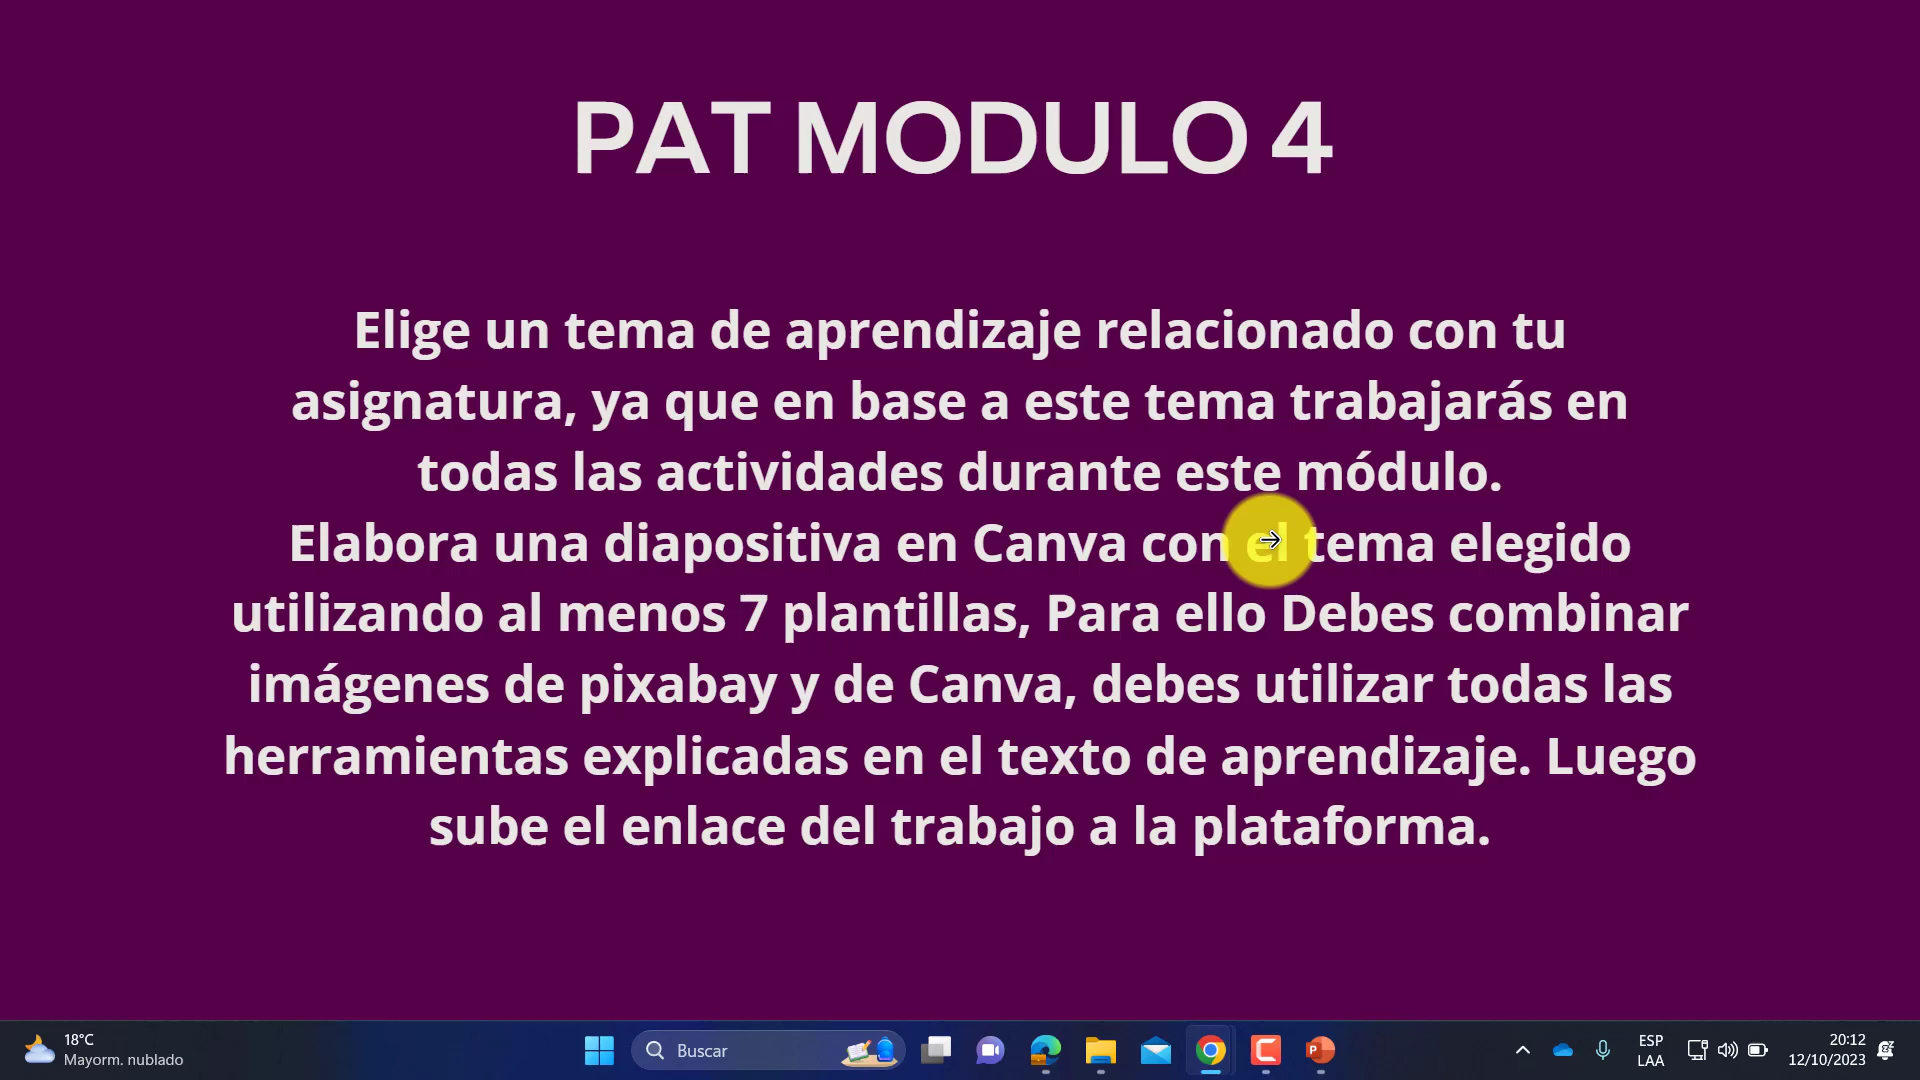 PAT MODULO 4
Elige un tema de aprendizaje relacionado con tu
asignatura, ya que en base a este tema trabajarás en
todas las actividades durante este módulo.
Elabora una diapositiva en Canva con el tema elegido
utilizando al menos 7 plantillas, Para ello Debes combinar
imágenes de pixabay y de Canva, debes utilizar todas las
herramientas explicadas en el texto de aprendizaje. Luego
sube el enlace del trabajo a la plataforma.
18°C
Mayorm. nublado
Buscar
ESP
LAA
20:12
12/10/2023